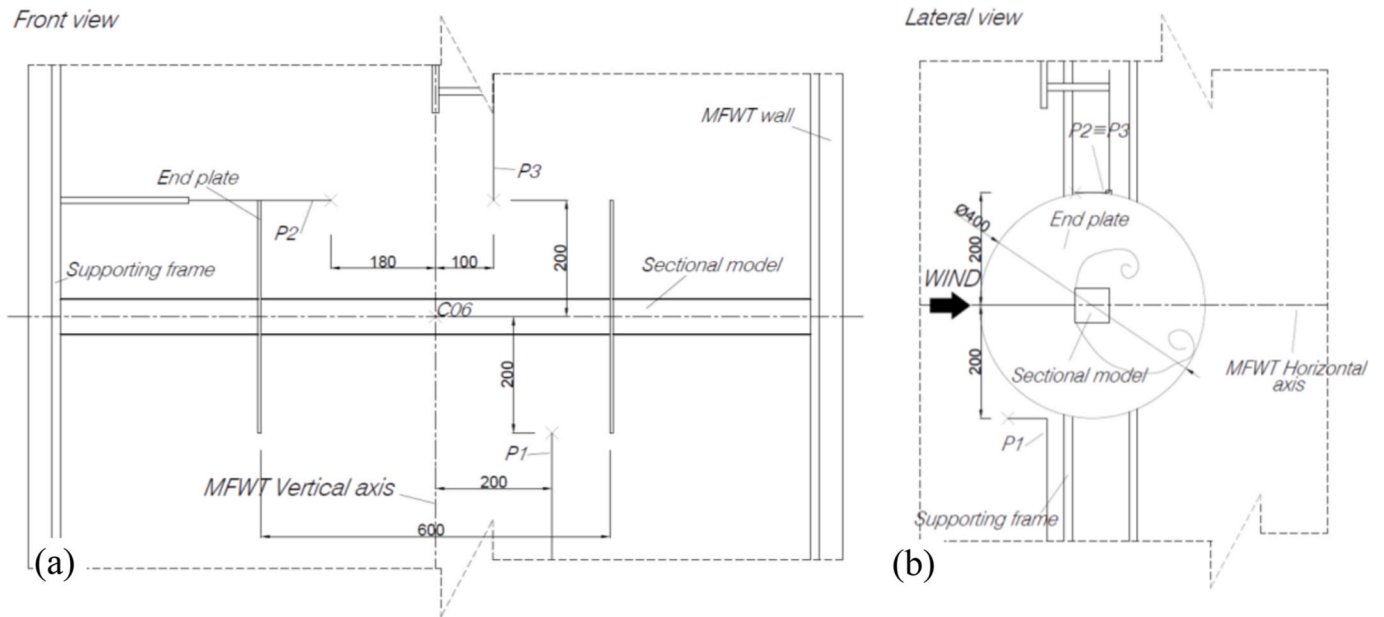 Front view
MFWT wall
P3
End plate
P2
180
100
200
Supporting frame
Sectional model
C06
200
P1
MFWT Vertical axis
200
600
(a)
Lateral view
P2≡P3
Ø400
End plate
200
WIND
200
Sectional model
MFWT Horizontal
axis
P1
Supporting frame
(b)